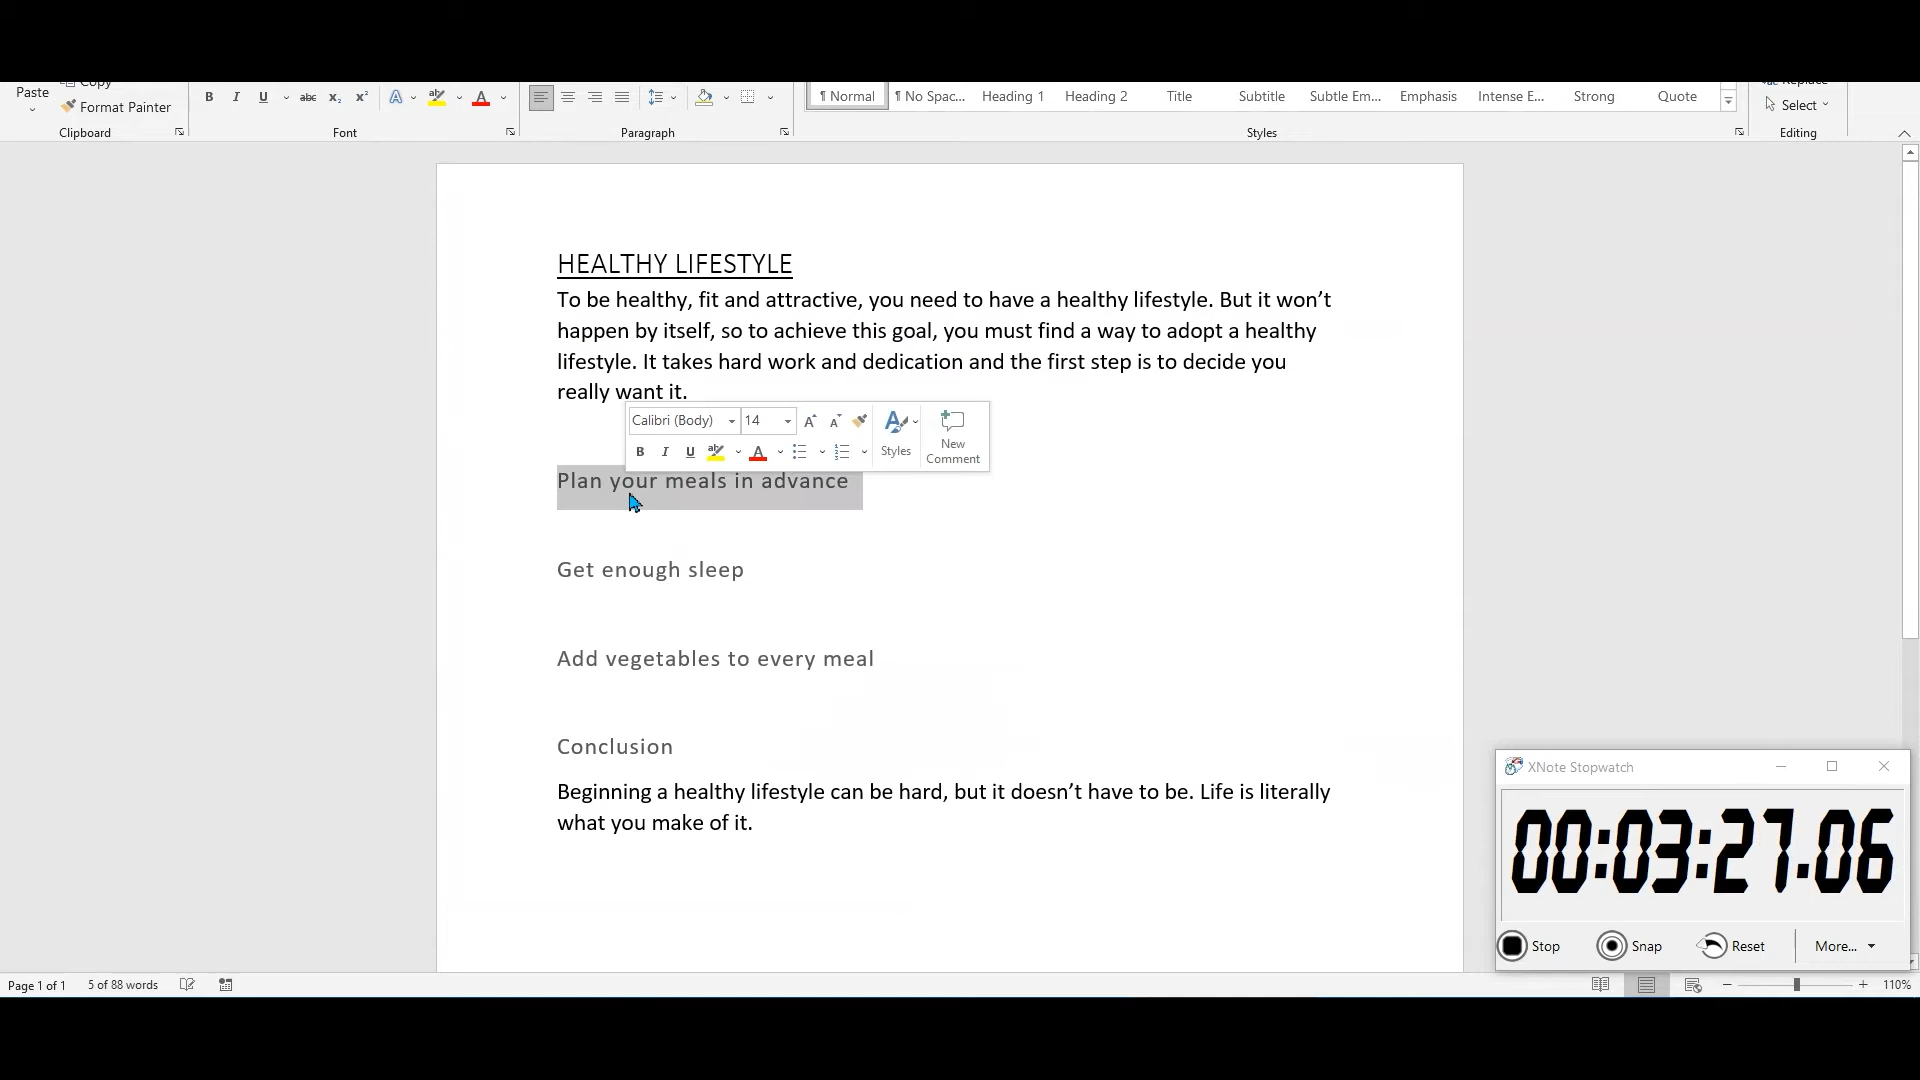 Copy
Replace
Paste
Format Painter
Select
Clipboard
Font
Paragraph
¶ Normal
¶ No Spac...
Heading 1
Heading 2
Title
Subtitle
Subtle Em...
Emphasis
Intense E...
Strong
Quote
Styles
Editing
HEALTHY LIFESTYLE
To be healthy, fit and attractive, you need to have a healthy lifestyle. But it won’t
happen by itself, so to achieve this goal, you must find a way to adopt a healthy
lifestyle. It takes hard work and dedication and the first step is to decide you
really want it.
Calibri (Body)
14
Styles
New
Comment
Plan your meals in advance
Get enough sleep
Add vegetables to every meal
Conclusion
Beginning a healthy lifestyle can be hard, but it doesn’t have to be. Life is literally
what you make of it.
XNote Stopwatch
00:03:27.06
Stop
Snap
Reset
More...
Page 1 of 1
5 of 88 words
110%